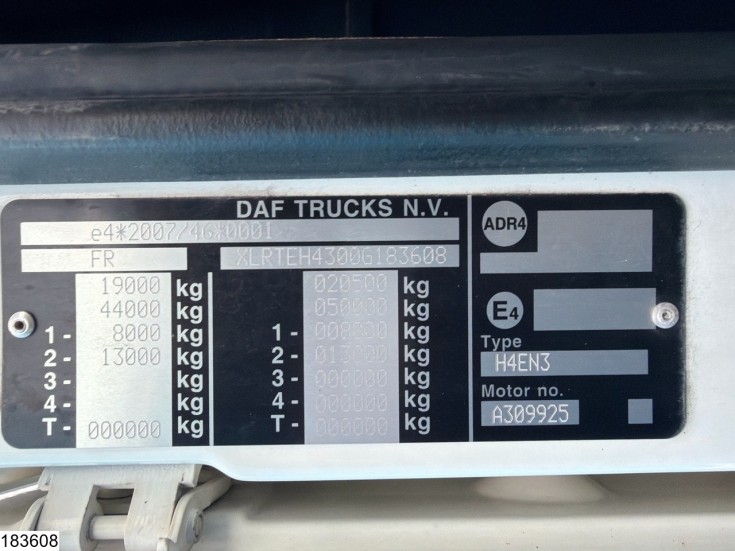 DAF TRUCKS N.V.
e4*2007/46*0001
FR XLRTEH4300G183608
19000 kg 020500 kg
44000 kg 050000 kg
1- 8000 kg 1- 008000 kg
2- 13000 kg 2- kg
3- kg 3- 000000 kg
4- kg 4- 000000 kg
T- 000000 kg T- 000000 kg
ADR4
E4
Type
H4EN3
Motor no.
A309925
183608